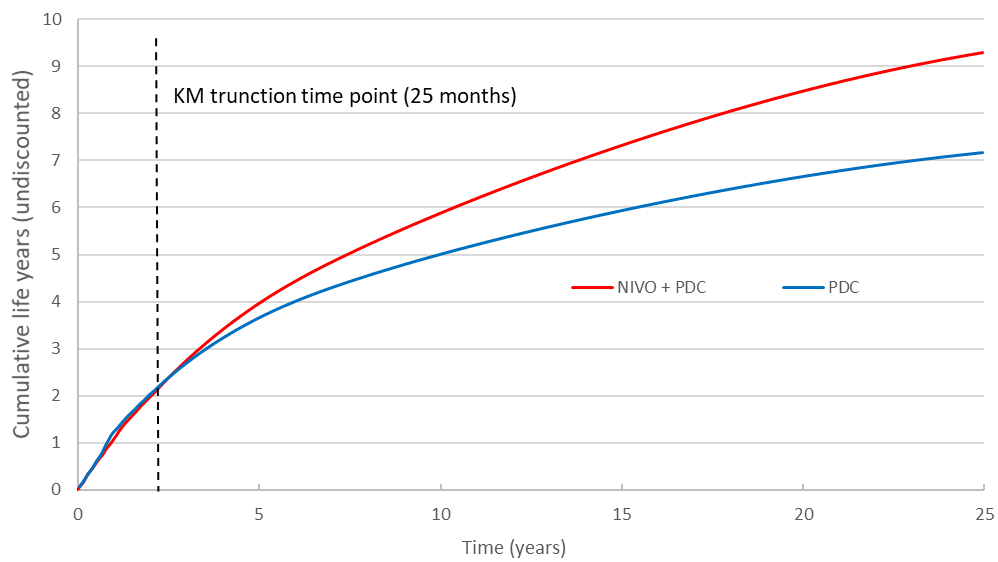 10
9
8
7
6
5
4
3
2
1
0
Cumulative life years (undiscounted)
KM trunction time point (25 months)
NIVO + PDC
PDC
0 5 10 15 20 25
Time (years)